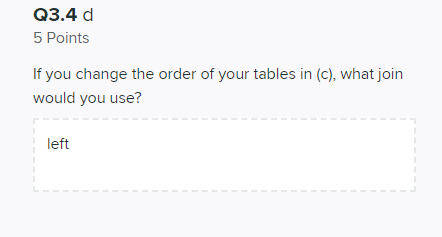 Q3.4 d
5 Points
If you change the order of your tables in (c), what join
would you use?
left